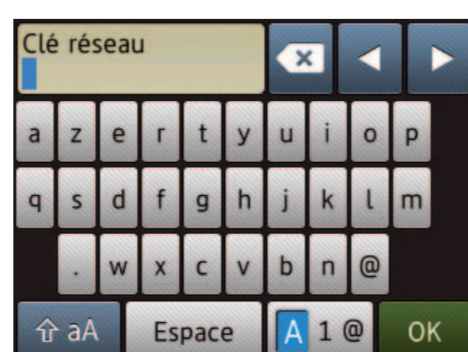 Clé réseau
a z e r t y u i o p
q s d f g h j k l m
. w x c v b n @
aA Espace A 1 @ OK